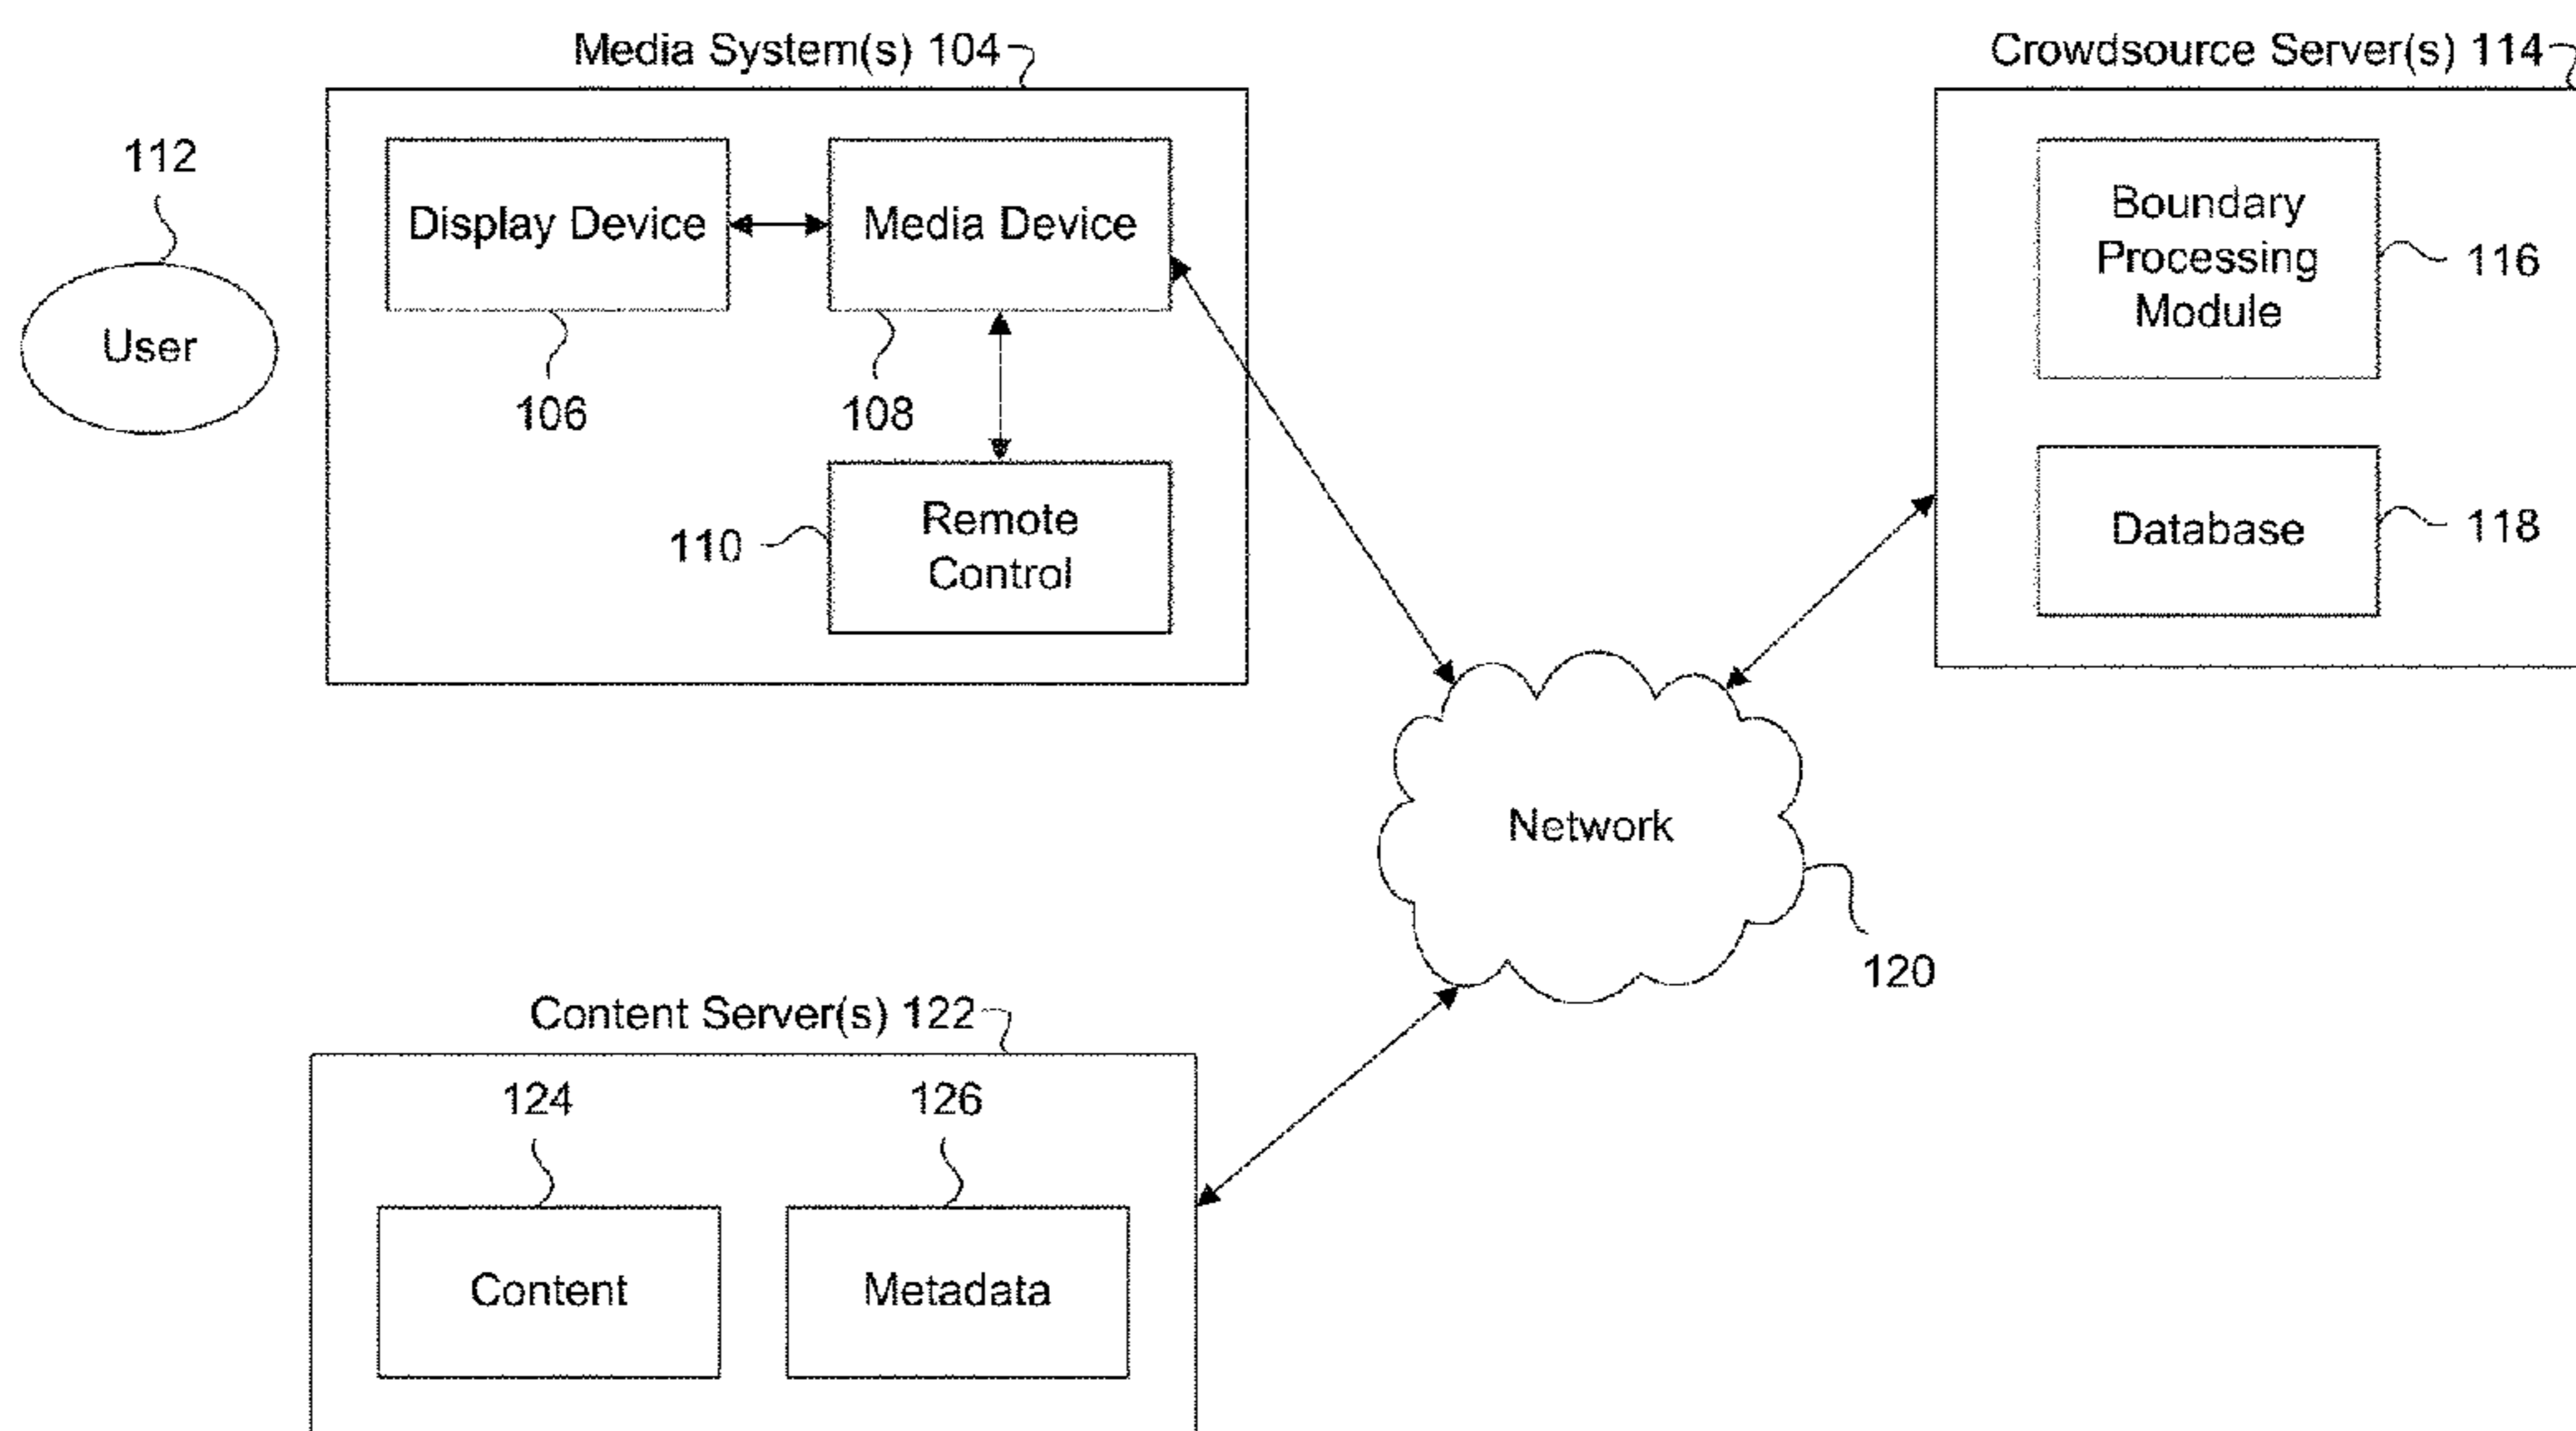 Media System(s) 104
Crowdsource Server(s) 114
112
User
Display Device
Media Device
106
108
110
Remote
Control
Boundary
Processing
Module
116
Database
118
Network
120
Content Server(s) 122
124
126
Content
Metadata